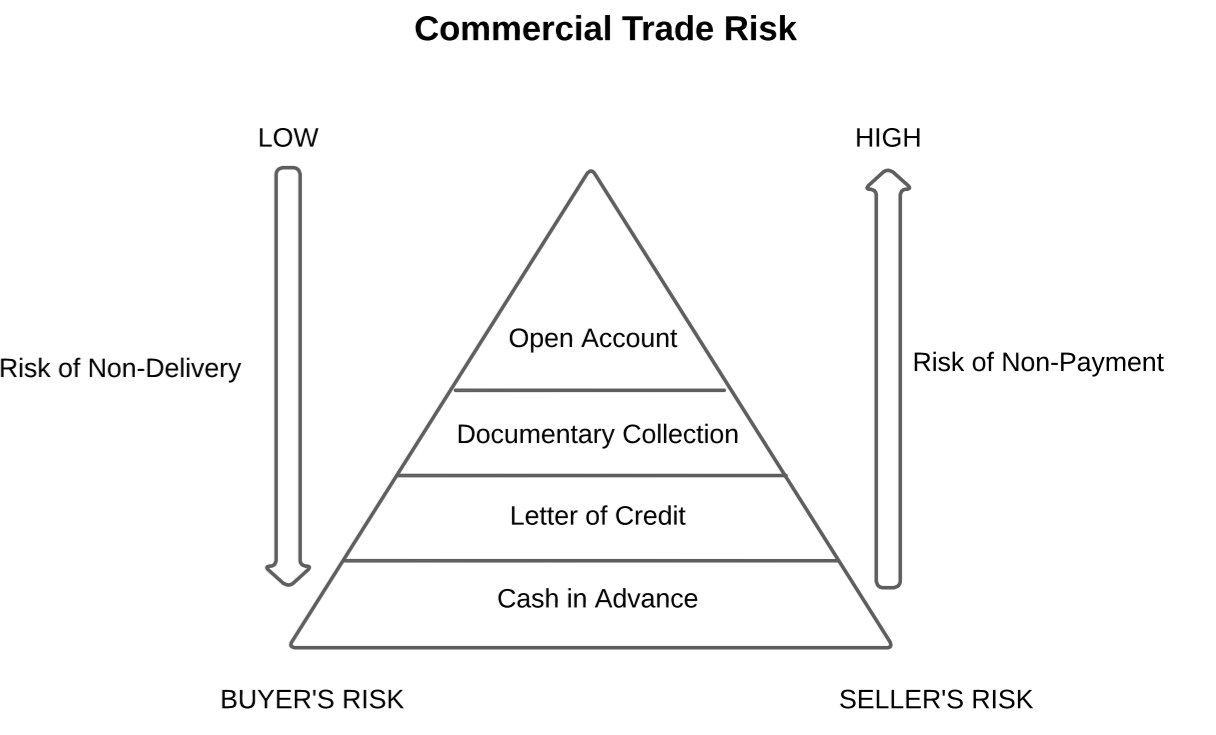 Commercial Trade Risk
LOW
HIGH
Open Account
Risk of Non-Delivery
Risk of Non-Payment
Documentary Collection
Letter of Credit
Cash in Advance
BUYER'S RISK
SELLER'S RISK